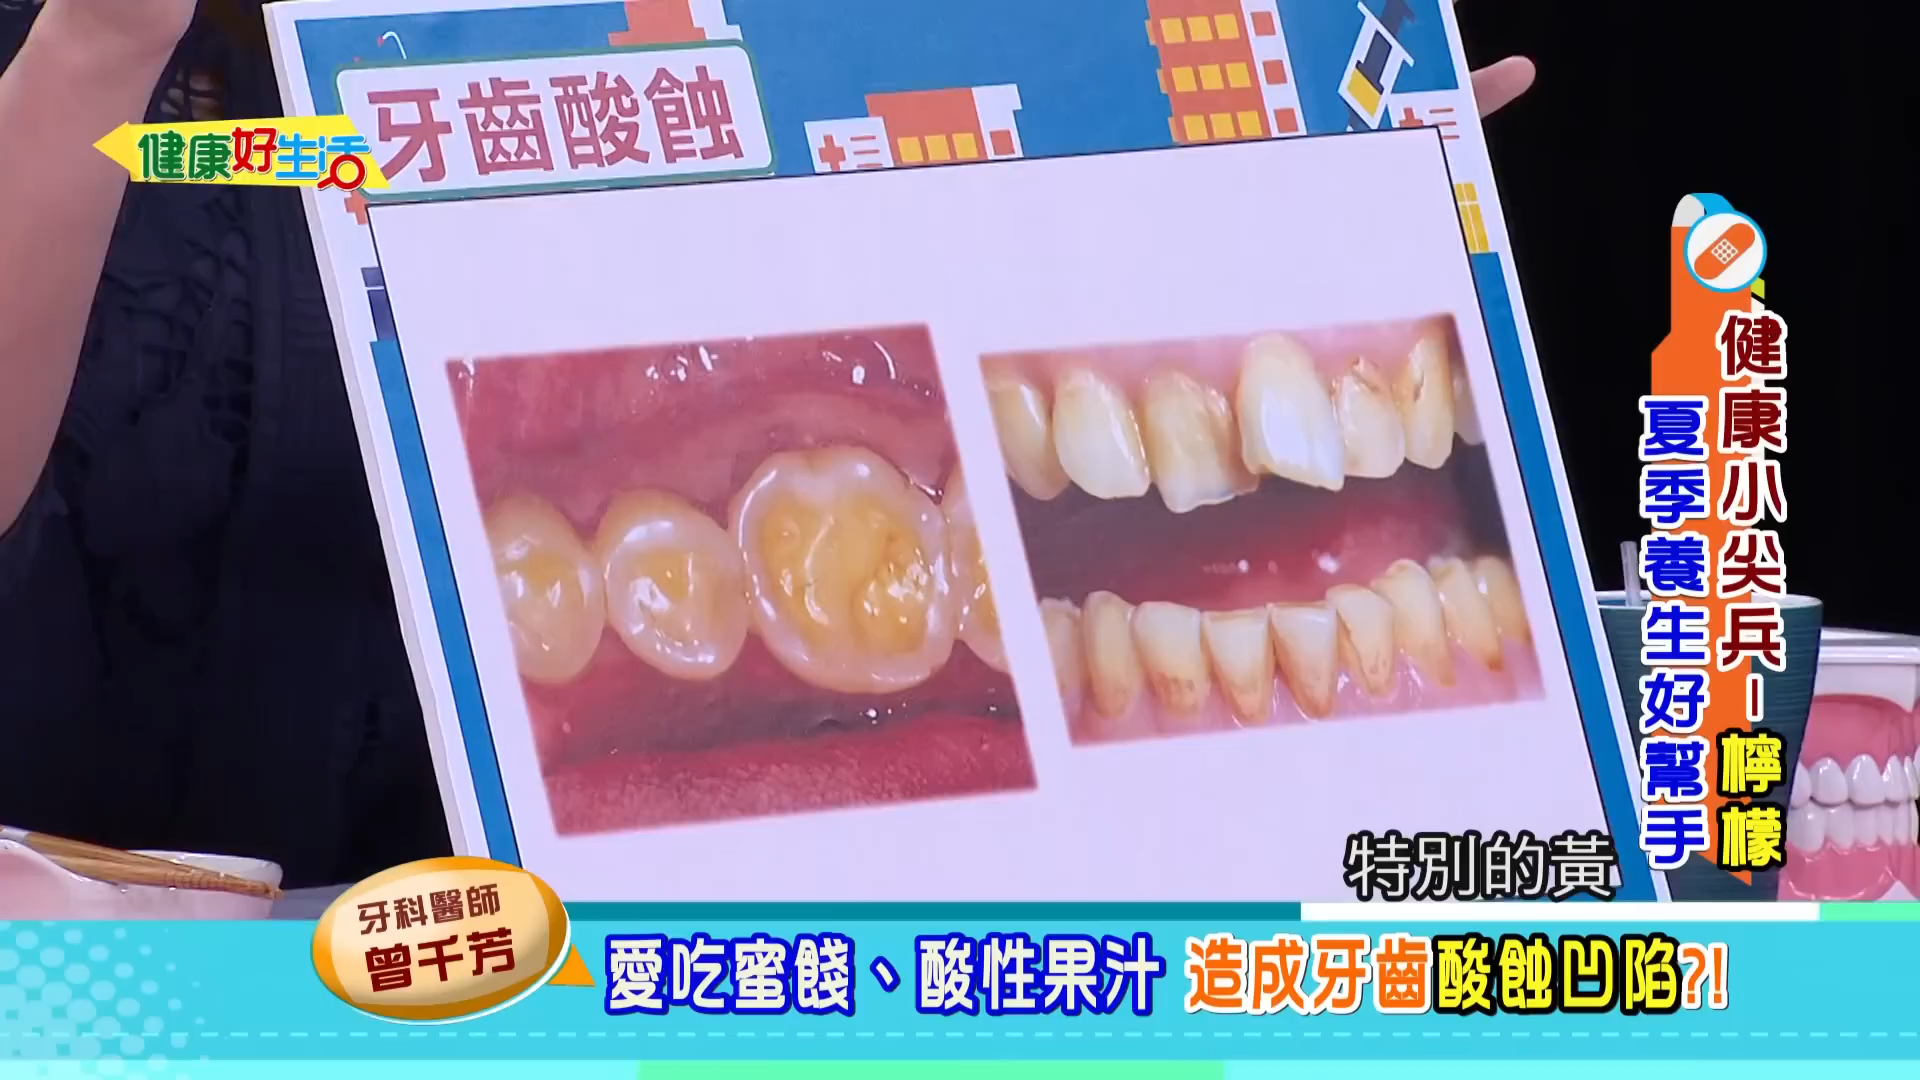 牙齒酸蝕
健康好生活
健康小尖兵-檸檬
夏季養生好幫手
特別的黃
牙科醫師
曾千芳
愛吃蜜餞、酸性果汁 造成牙齒酸蝕凹陷?!